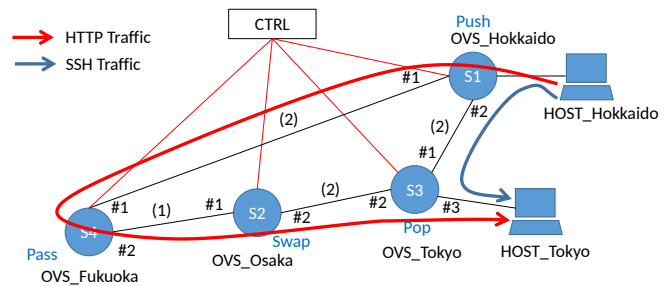 CTRL
Push
OVS_Hokkaido
HTTP Traffic
SSH Traffic
#1
S1
#2
HOST_Hokkaido
(2)
(2)
#1
#1
(1)
#1
S2
(2)
S3
#2
#3
#2
S4
#2
Swap
Pop
Pass
OVS_Fukuoka
OVS_Osaka
OVS_Tokyo
HOST_Tokyo